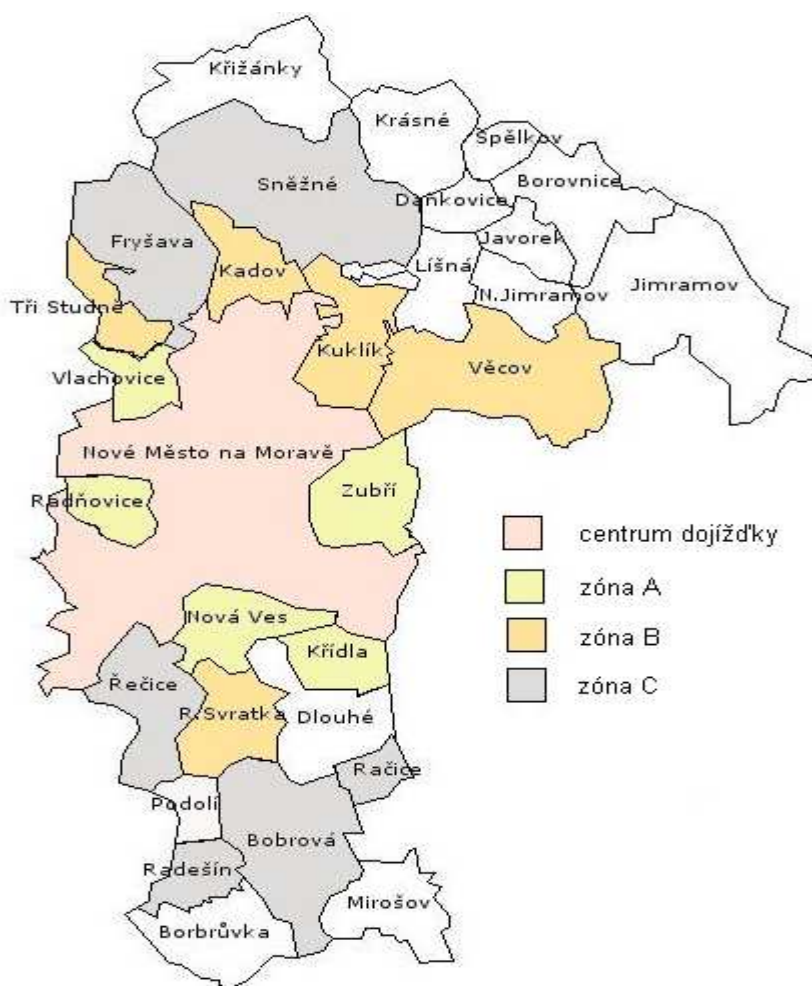 Křižánky
Krásné
Spělkov
Sněžné
Borovnice
Daňkovice
Fryšava
Javorek
Kadov
Líšná
Jimramov
N.Jimramov
Tři Studně
Kuklík
Věcov
Vlachovice
Nové Město na Moravě
Zubří
Radňovice
centrum dojížďky
zóna A
Nová Ves
zóna B
Křídla
Řečice
zóna C
R.Svratka
Dlouhé
Račice
Podolí
Bobrová
Radešín
Mirošov
Borbrůvka